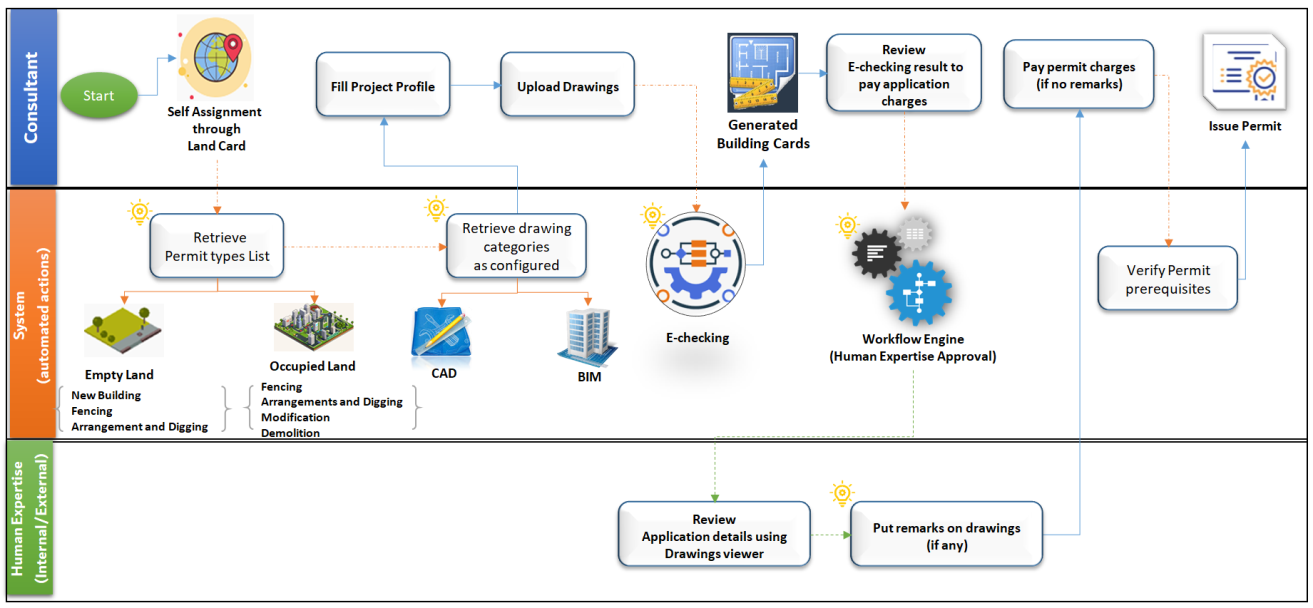 Consultant
Start
Self Assignment
through
Land Card
Fill Project Profile
Upload Drawings
Generated
Building Cards
Review
E-checking result to
pay application
charges
Pay permit charges
(if no remarks)
Issue Permit
System
(automated actions)
Retrieve
Permit types List
Retrieve drawing
categories
as configured
E-checking
Workflow Engine
(Human Expertise Approval)
Verify Permit
prerequisites
Empty Land
New Building
Fencing
Arrangement and Digging
Occupied Land
Fencing
Arrangements and Digging
Modification
Demolition
CAD
BIM
Human Expertise
(Internal/External)
Review
Application details using
Drawings viewer
Put remarks on drawings
(if any)